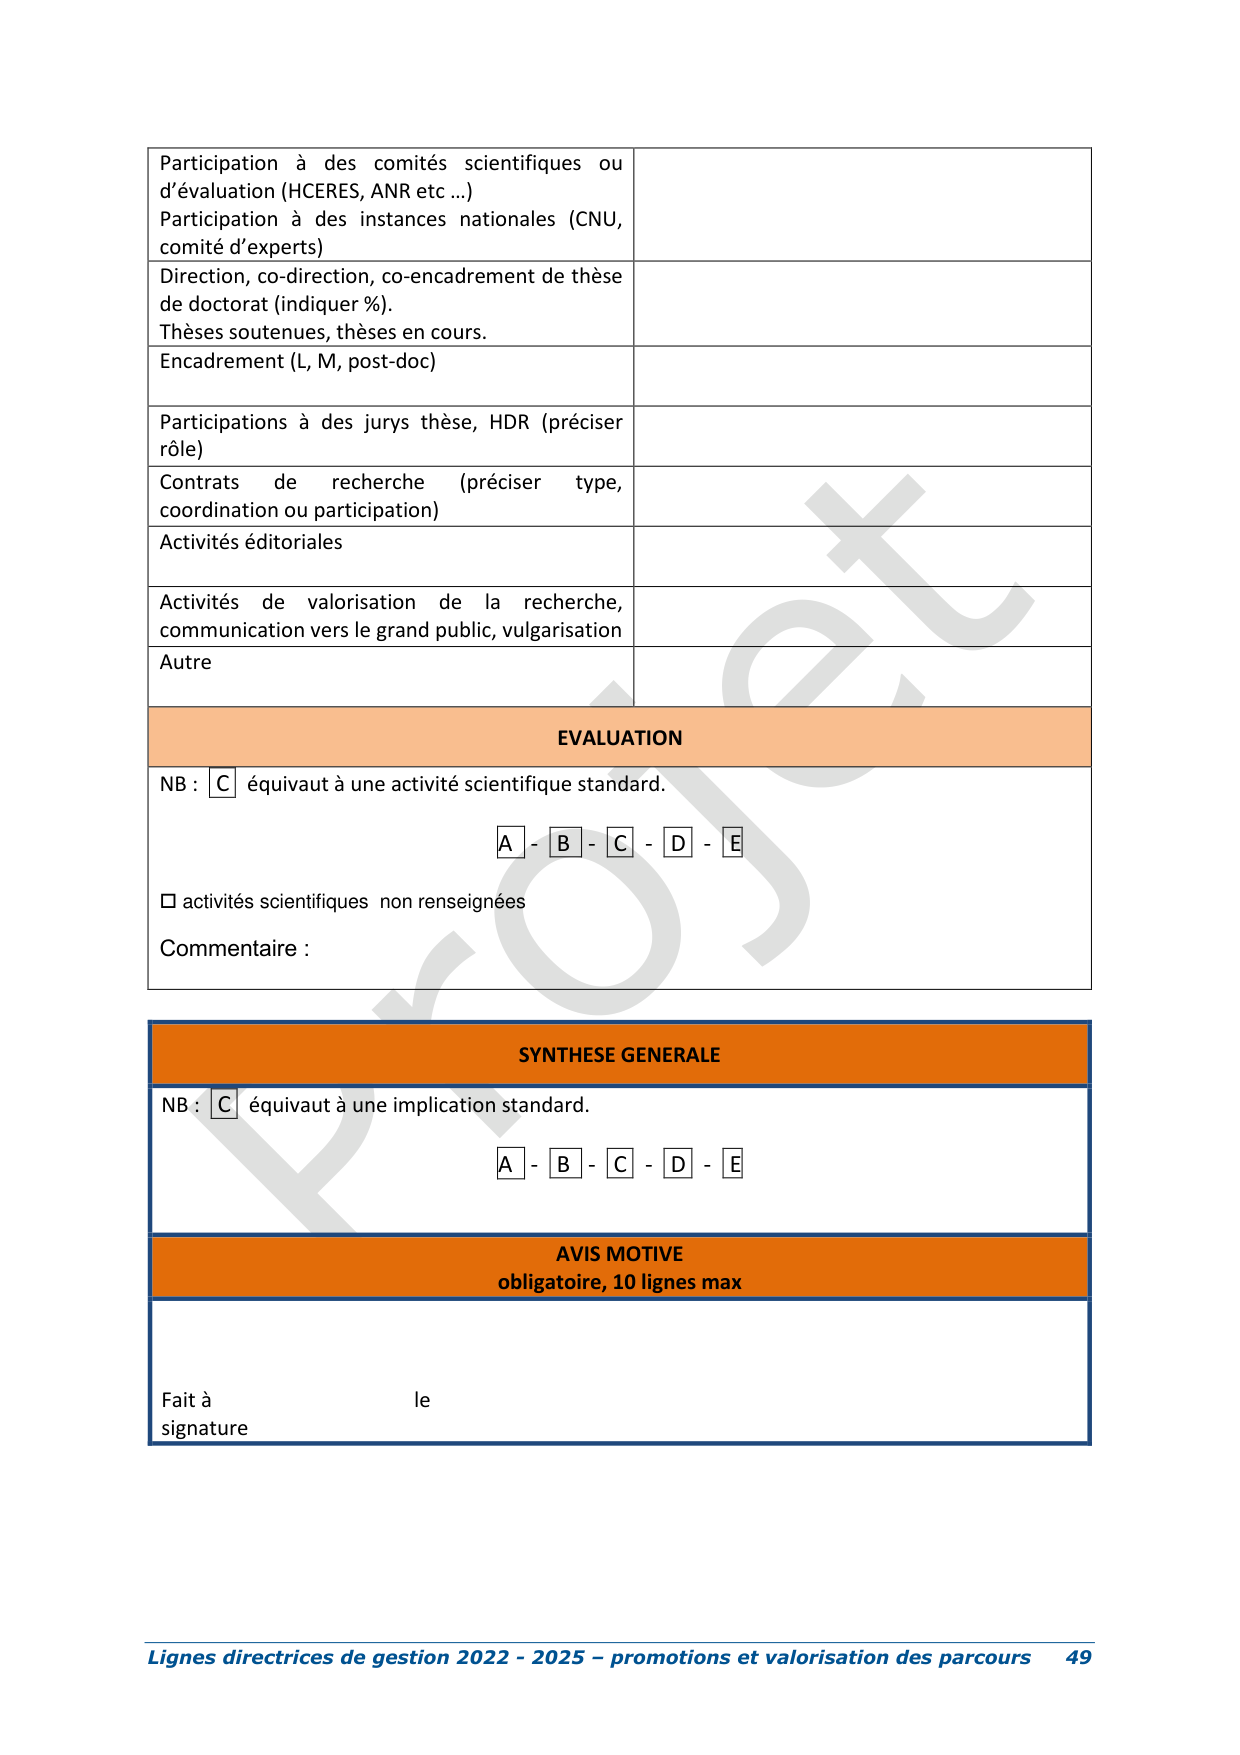 Participation à des comités scientifiques ou
d’évaluation (HCERES, ANR etc …)
Participation à des instances nationales (CNU,
comité d’experts)
Direction, co-direction, co-encadrement de thèse
de doctorat (indiquer %).
Thèses soutenues, thèses en cours.
Encadrement (L, M, post-doc)
Participations à des jurys thèse, HDR (préciser
rôle)
Contrats de recherche (préciser type,
coordination ou participation)
Activités éditoriales
Activités de valorisation de la recherche,
communication vers le grand public, vulgarisation
Autre
EVALUATION
NB : C équivaut à une activité scientifique standard.
A - B - C - D - E
☐ activités scientifiques non renseignées
Commentaire :
SYNTHESE GENERALE
NB : C équivaut à une implication standard.
A - B - C - D - E
AVIS MOTIVE
obligatoire, 10 lignes max
Fait à le
signature
Projet
Lignes directrices de gestion 2022 - 2025 – promotions et valorisation des parcours 49